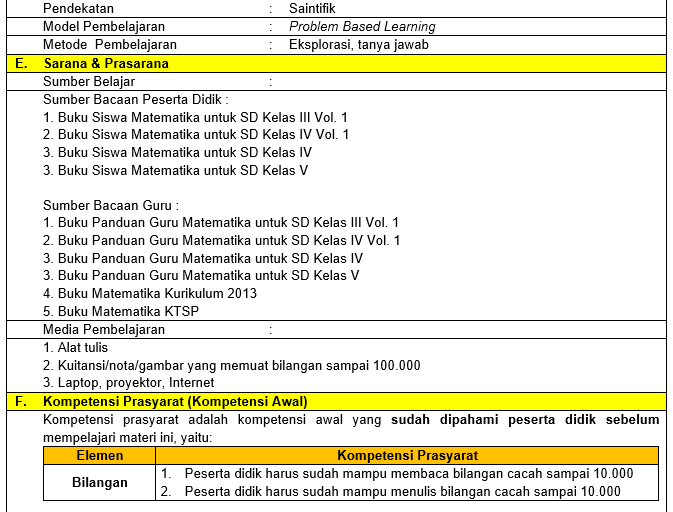 Pendekatan : Saintifik
Model Pembelajaran : Problem Based Learning
Metode Pembelajaran : Eksplorasi, tanya jawab
E. Sarana & Prasarana
Sumber Belajar :
Sumber Bacaan Peserta Didik :
1. Buku Siswa Matematika untuk SD Kelas III Vol. 1
2. Buku Siswa Matematika untuk SD Kelas IV Vol. 1
3. Buku Siswa Matematika untuk SD Kelas IV
3. Buku Siswa Matematika untuk SD Kelas V
Sumber Bacaan Guru :
1. Buku Panduan Guru Matematika untuk SD Kelas III Vol. 1
2. Buku Panduan Guru Matematika untuk SD Kelas IV Vol. 1
3. Buku Panduan Guru Matematika untuk SD Kelas IV
3. Buku Panduan Guru Matematika untuk SD Kelas V
4. Buku Matematika Kurikulum 2013
5. Buku Matematika KTSP
Media Pembelajaran :
1. Alat tulis
2. Kuitansi/nota/gambar yang memuat bilangan sampai 100.000
3. Laptop, proyektor, Internet
F. Kompetensi Prasyarat (Kompetensi Awal)
Kompetensi prasyarat adalah kompetensi awal yang sudah dipahami peserta didik sebelum
mempelajari materi ini, yaitu:
Elemen Kompetensi Prasyarat
Bilangan
1. Peserta didik harus sudah mampu membaca bilangan cacah sampai 10.000
2. Peserta didik harus sudah mampu menulis bilangan cacah sampai 10.000